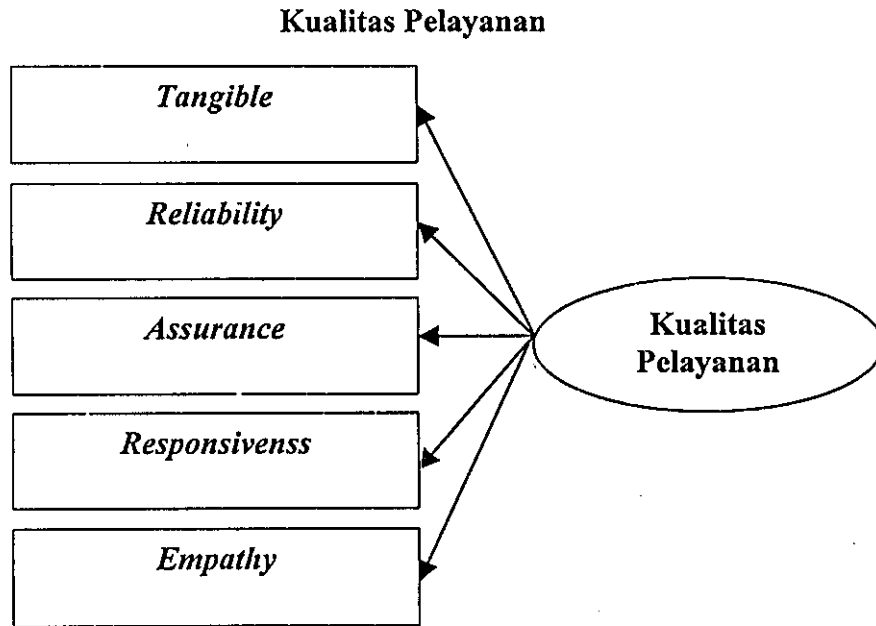 Kualitas Pelayanan
Tangible
Reliability
Assurance
Responsivenss
Empathy
Kualitas
Pelayanan